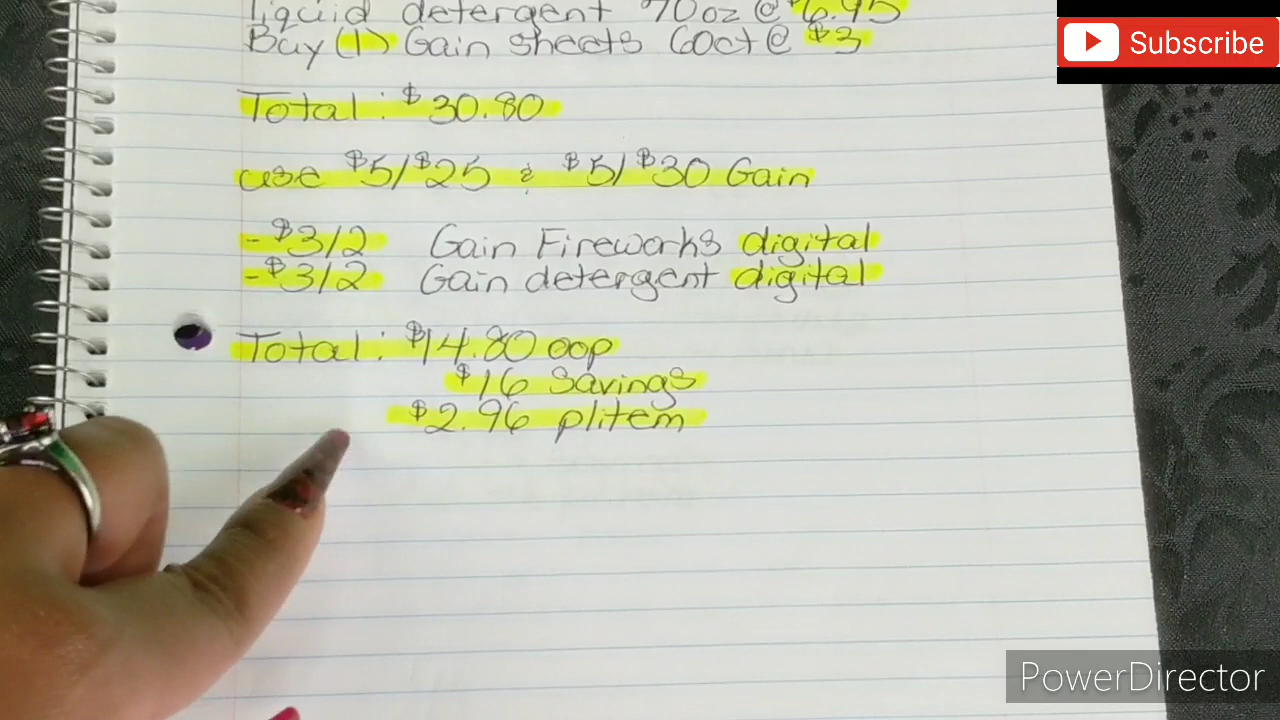 liquid detergent 70oz @ $6.95
Buy (1) Gain sheets 60ct @ $3
Total: $30.80
use $5/$25 & $5/$30 Gain
-$3/2 Gain Fireworks digital
-$3/2 Gain detergent digital
Total: $14.80 oop
$16 Savings
$2.96 p/item
Subscribe
PowerDirector